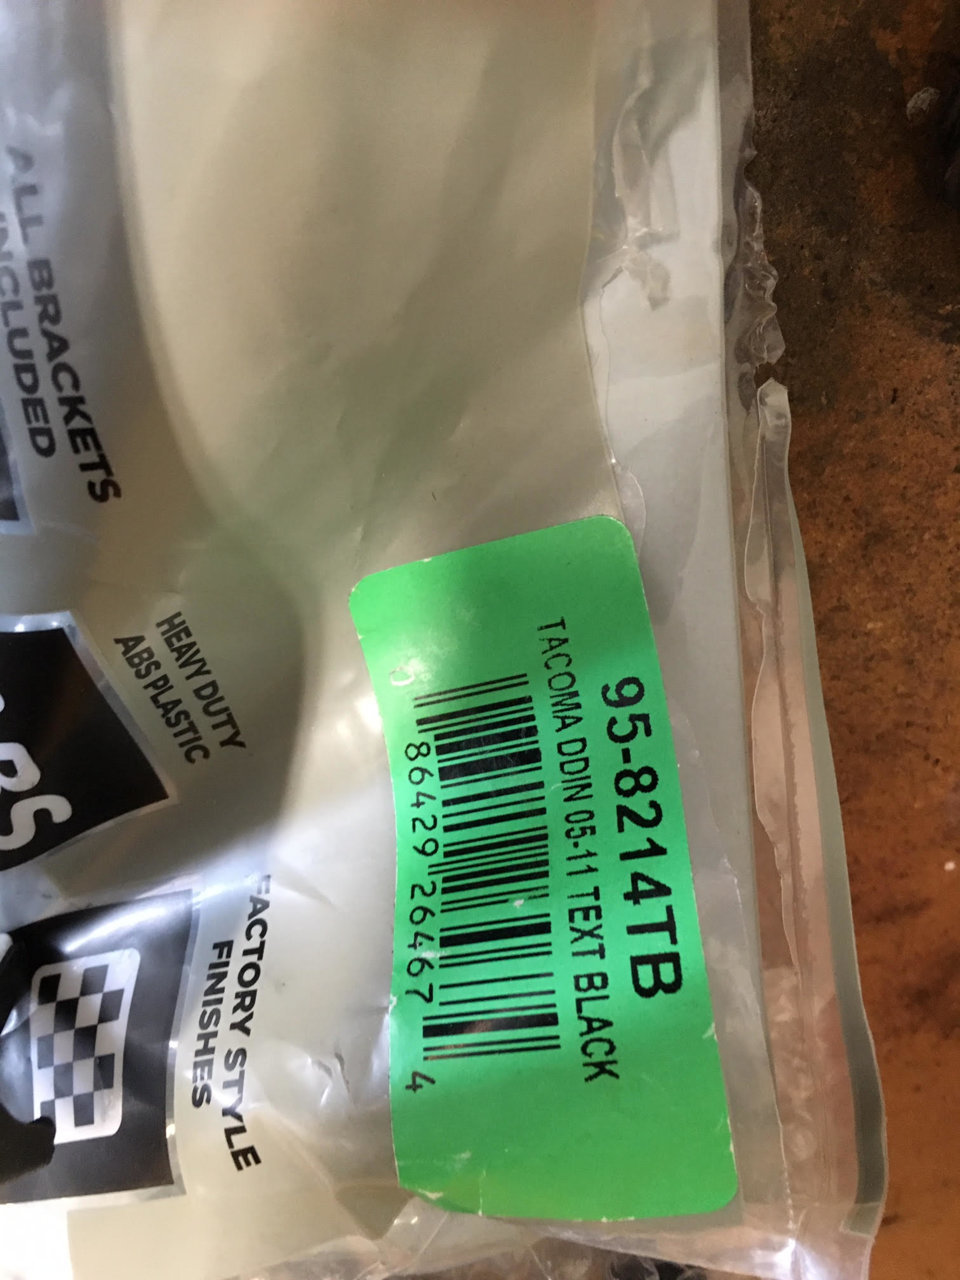 ALL BRACKETS
INCLUDED
HEAVY DUTY
ABS PLASTIC
FACTORY STYLE
FINISHES
95-8214TB
TACOMA DDIN 05-11 TEXT BLACK
0 86429 26467 4